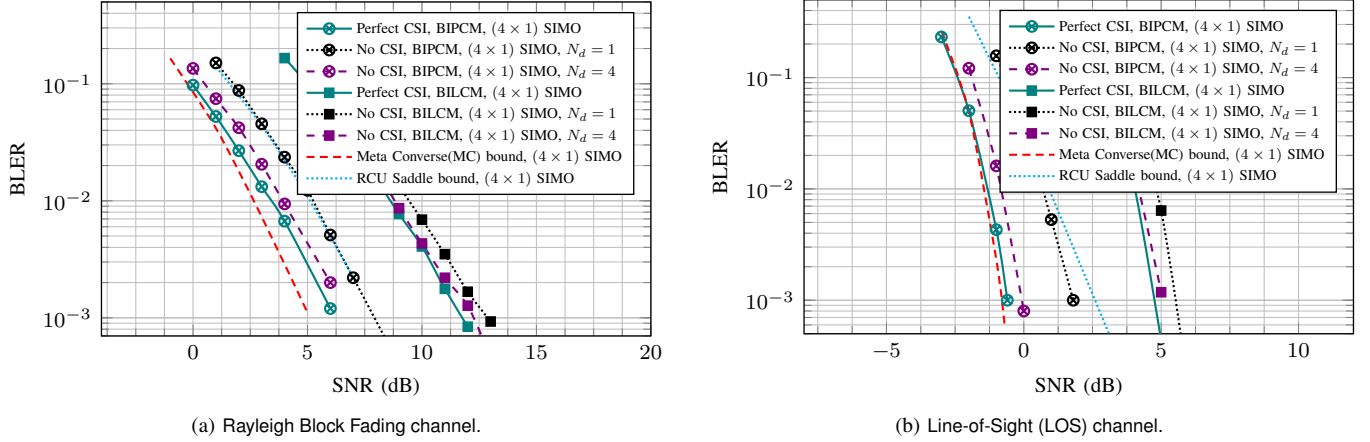 Perfect CSI, BIPCM, (4 × 1) SIMO
No CSI, BIPCM, (4 × 1) SIMO, N_d = 1
No CSI, BIPCM, (4 × 1) SIMO, N_d = 4
Perfect CSI, BILCM, (4 × 1) SIMO
No CSI, BILCM, (4 × 1) SIMO, N_d = 1
No CSI, BILCM, (4 × 1) SIMO, N_d = 4
Meta Converse(MC) bound, (4 × 1) SIMO
RCU Saddle bound, (4 × 1) SIMO
10^−1
10^−2
10^−3
BLER
0 5 10 15 20
SNR (dB)
(a) Rayleigh Block Fading channel.
Perfect CSI, BIPCM, (4 × 1) SIMO
No CSI, BIPCM, (4 × 1) SIMO, N_d = 1
No CSI, BIPCM, (4 × 1) SIMO, N_d = 4
Perfect CSI, BILCM, (4 × 1) SIMO
No CSI, BILCM, (4 × 1) SIMO, N_d = 1
No CSI, BILCM, (4 × 1) SIMO, N_d = 4
Meta Converse(MC) bound, (4 × 1) SIMO
RCU Saddle bound, (4 × 1) SIMO
10^−1
10^−2
10^−3
BLER
−5 0 5 10
SNR (dB)
(b) Line-of-Sight (LOS) channel.